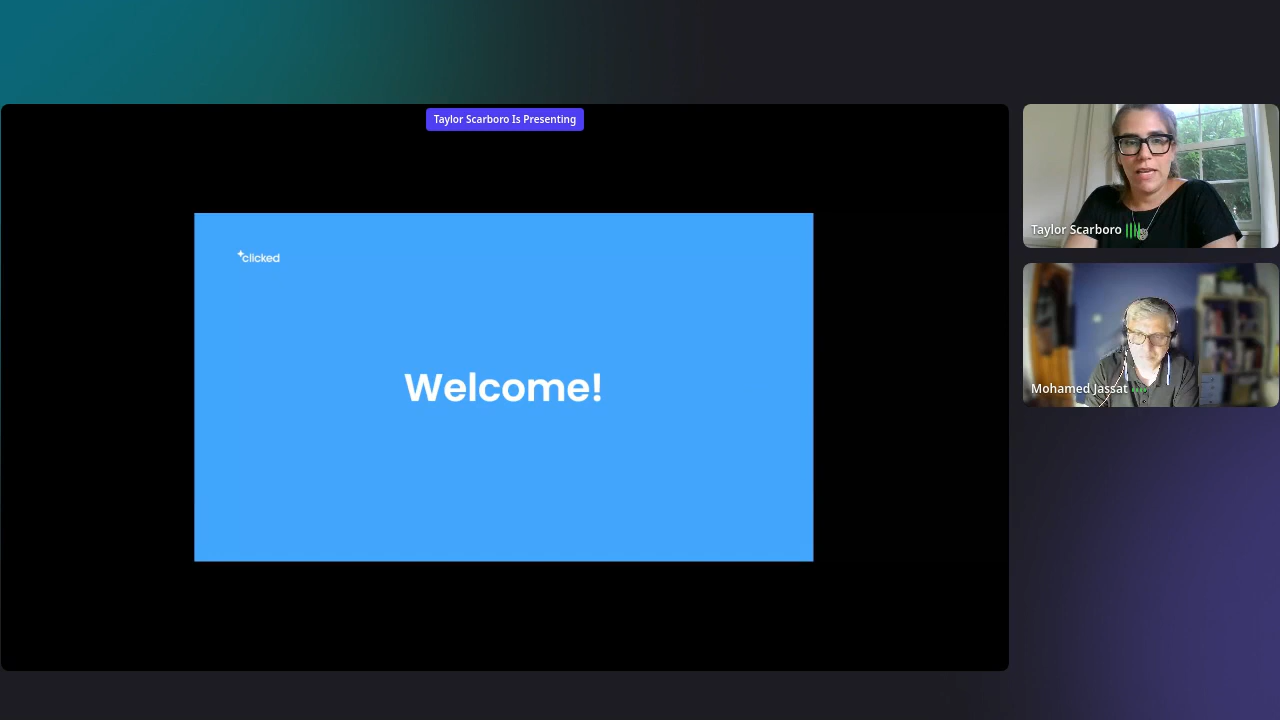 Taylor Scarboro Is Presenting
clicked
Welcome!
Taylor Scarboro
Mohamed Jassat